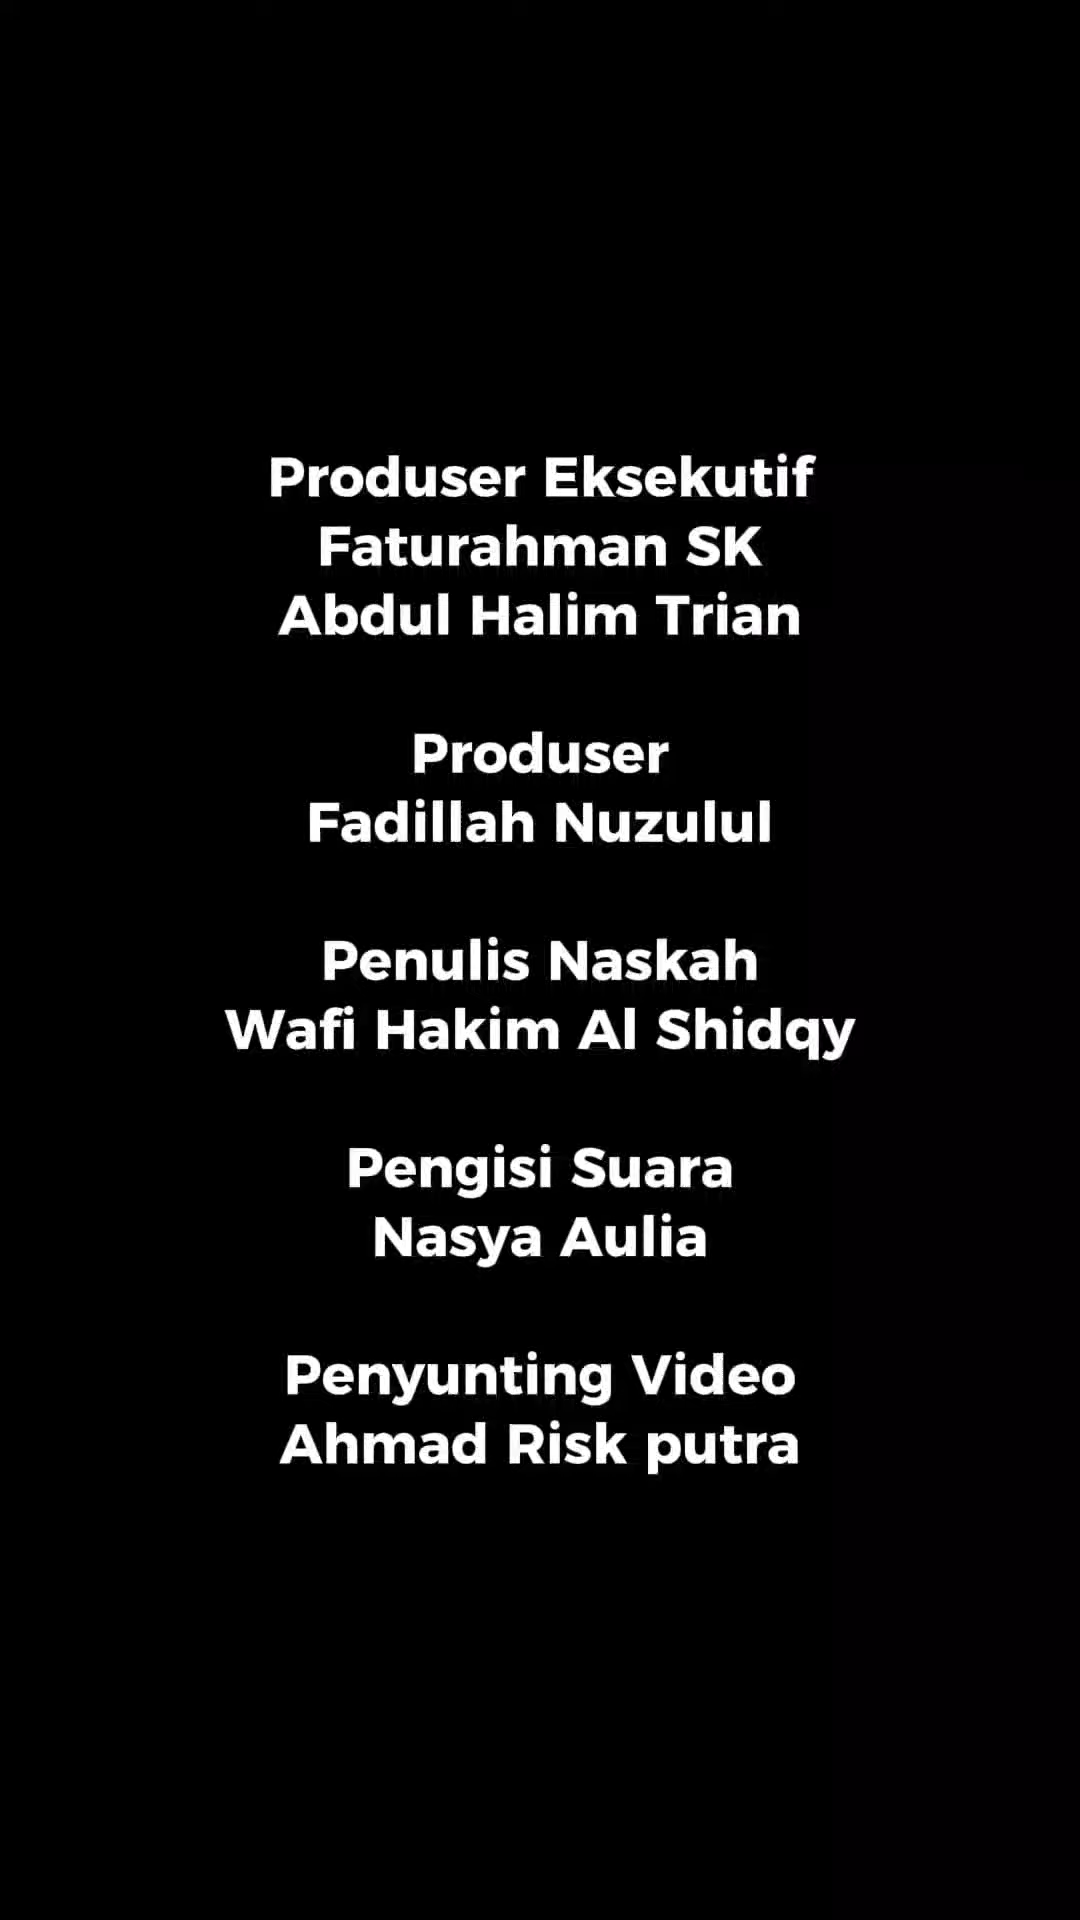 Produser Eksekutif
Faturahman SK
Abdul Halim Trian
Produser
Fadillah Nuzulul
Penulis Naskah
Wafi Hakim Al Shidqy
Pengisi Suara
Nasya Aulia
Penyunting Video
Ahmad Risk putra